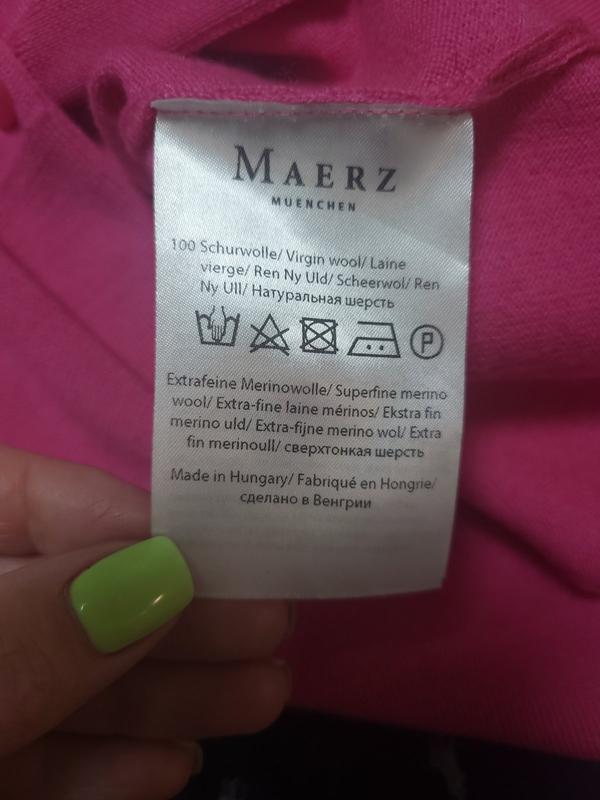 MAERZ
MUENCHEN
100 Schurwolle/ Virgin wool/ Laine
vierge/ Ren Ny Uld/ Scheerwol/ Ren
Ny Ull/ Натуральная шерсть
P
Extrafeine Merinowolle/ Superfine merino
wool/ Extra-fine laine mérinos/ Ekstra fin
merino uld/ Extra-fijne merino wol/ Extra
fin merinoull/ сверхтонкая шерсть
Made in Hungary/ Fabriqué en Hongrie/
сделано в Венгрии